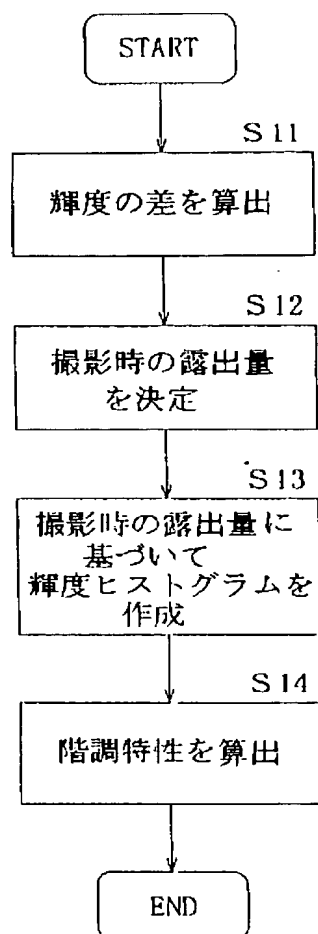 START
S11
輝度の差を算出
S12
撮影時の露出量
を決定
S13
撮影時の露出量に
基づいて
輝度ヒストグラムを
作成
S14
階調特性を算出
END